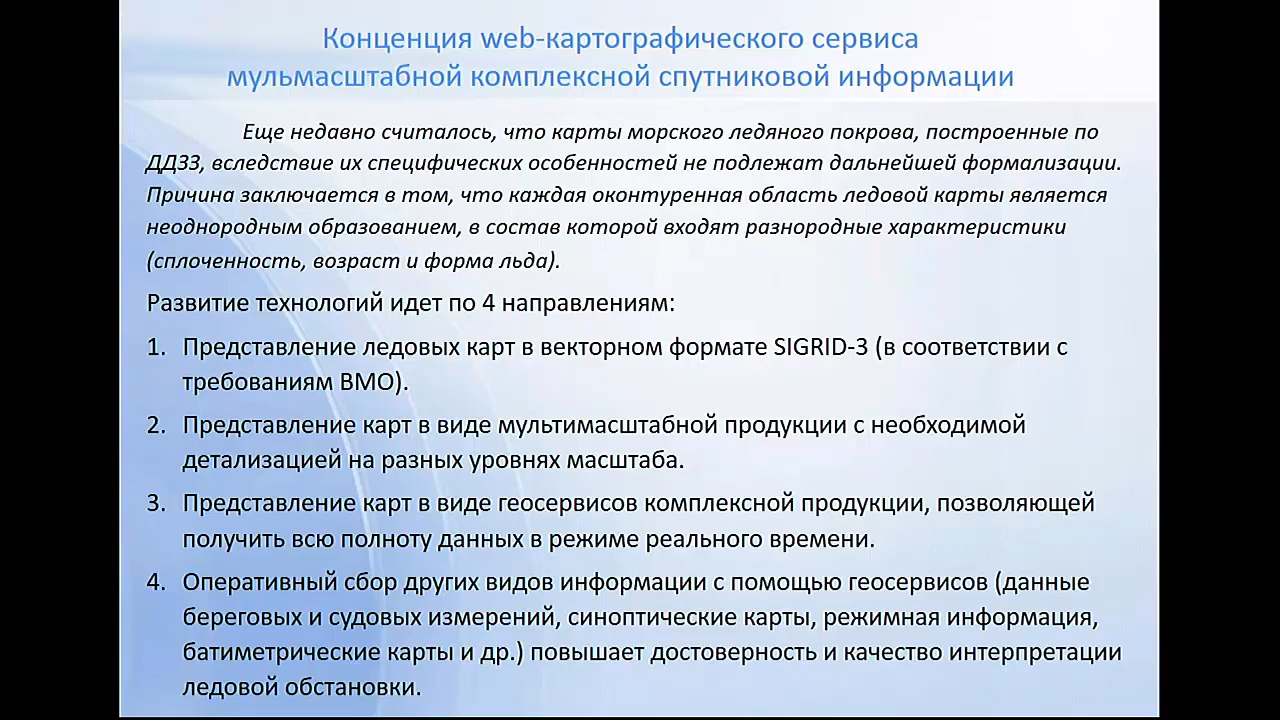 Конценция web-картографического сервиса
мульмасштабной комплексной спутниковой информации
Еще недавно считалось, что карты морского ледяного покрова, построенные по
ДДЗЗ, вследствие их специфических особенностей не подлежат дальнейшей формализации.
Причина заключается в том, что каждая оконтуренная область ледовой карты является
неоднородным образованием, в состав которой входят разнородные характеристики
(сплоченность, возраст и форма льда).
Развитие технологий идет по 4 направлениям:
1. Представление ледовых карт в векторном формате SIGRID-3 (в соответствии с
требованиям ВМО).
2. Представление карт в виде мультимасштабной продукции с необходимой
детализацией на разных уровнях масштаба.
3. Представление карт в виде геосервисов комплексной продукции, позволяющей
получить всю полноту данных в режиме реального времени.
4. Оперативный сбор других видов информации с помощью геосервисов (данные
береговых и судовых измерений, синоптические карты, режимная информация,
батиметрические карты и др.) повышает достоверность и качество интерпретации
ледовой обстановки.